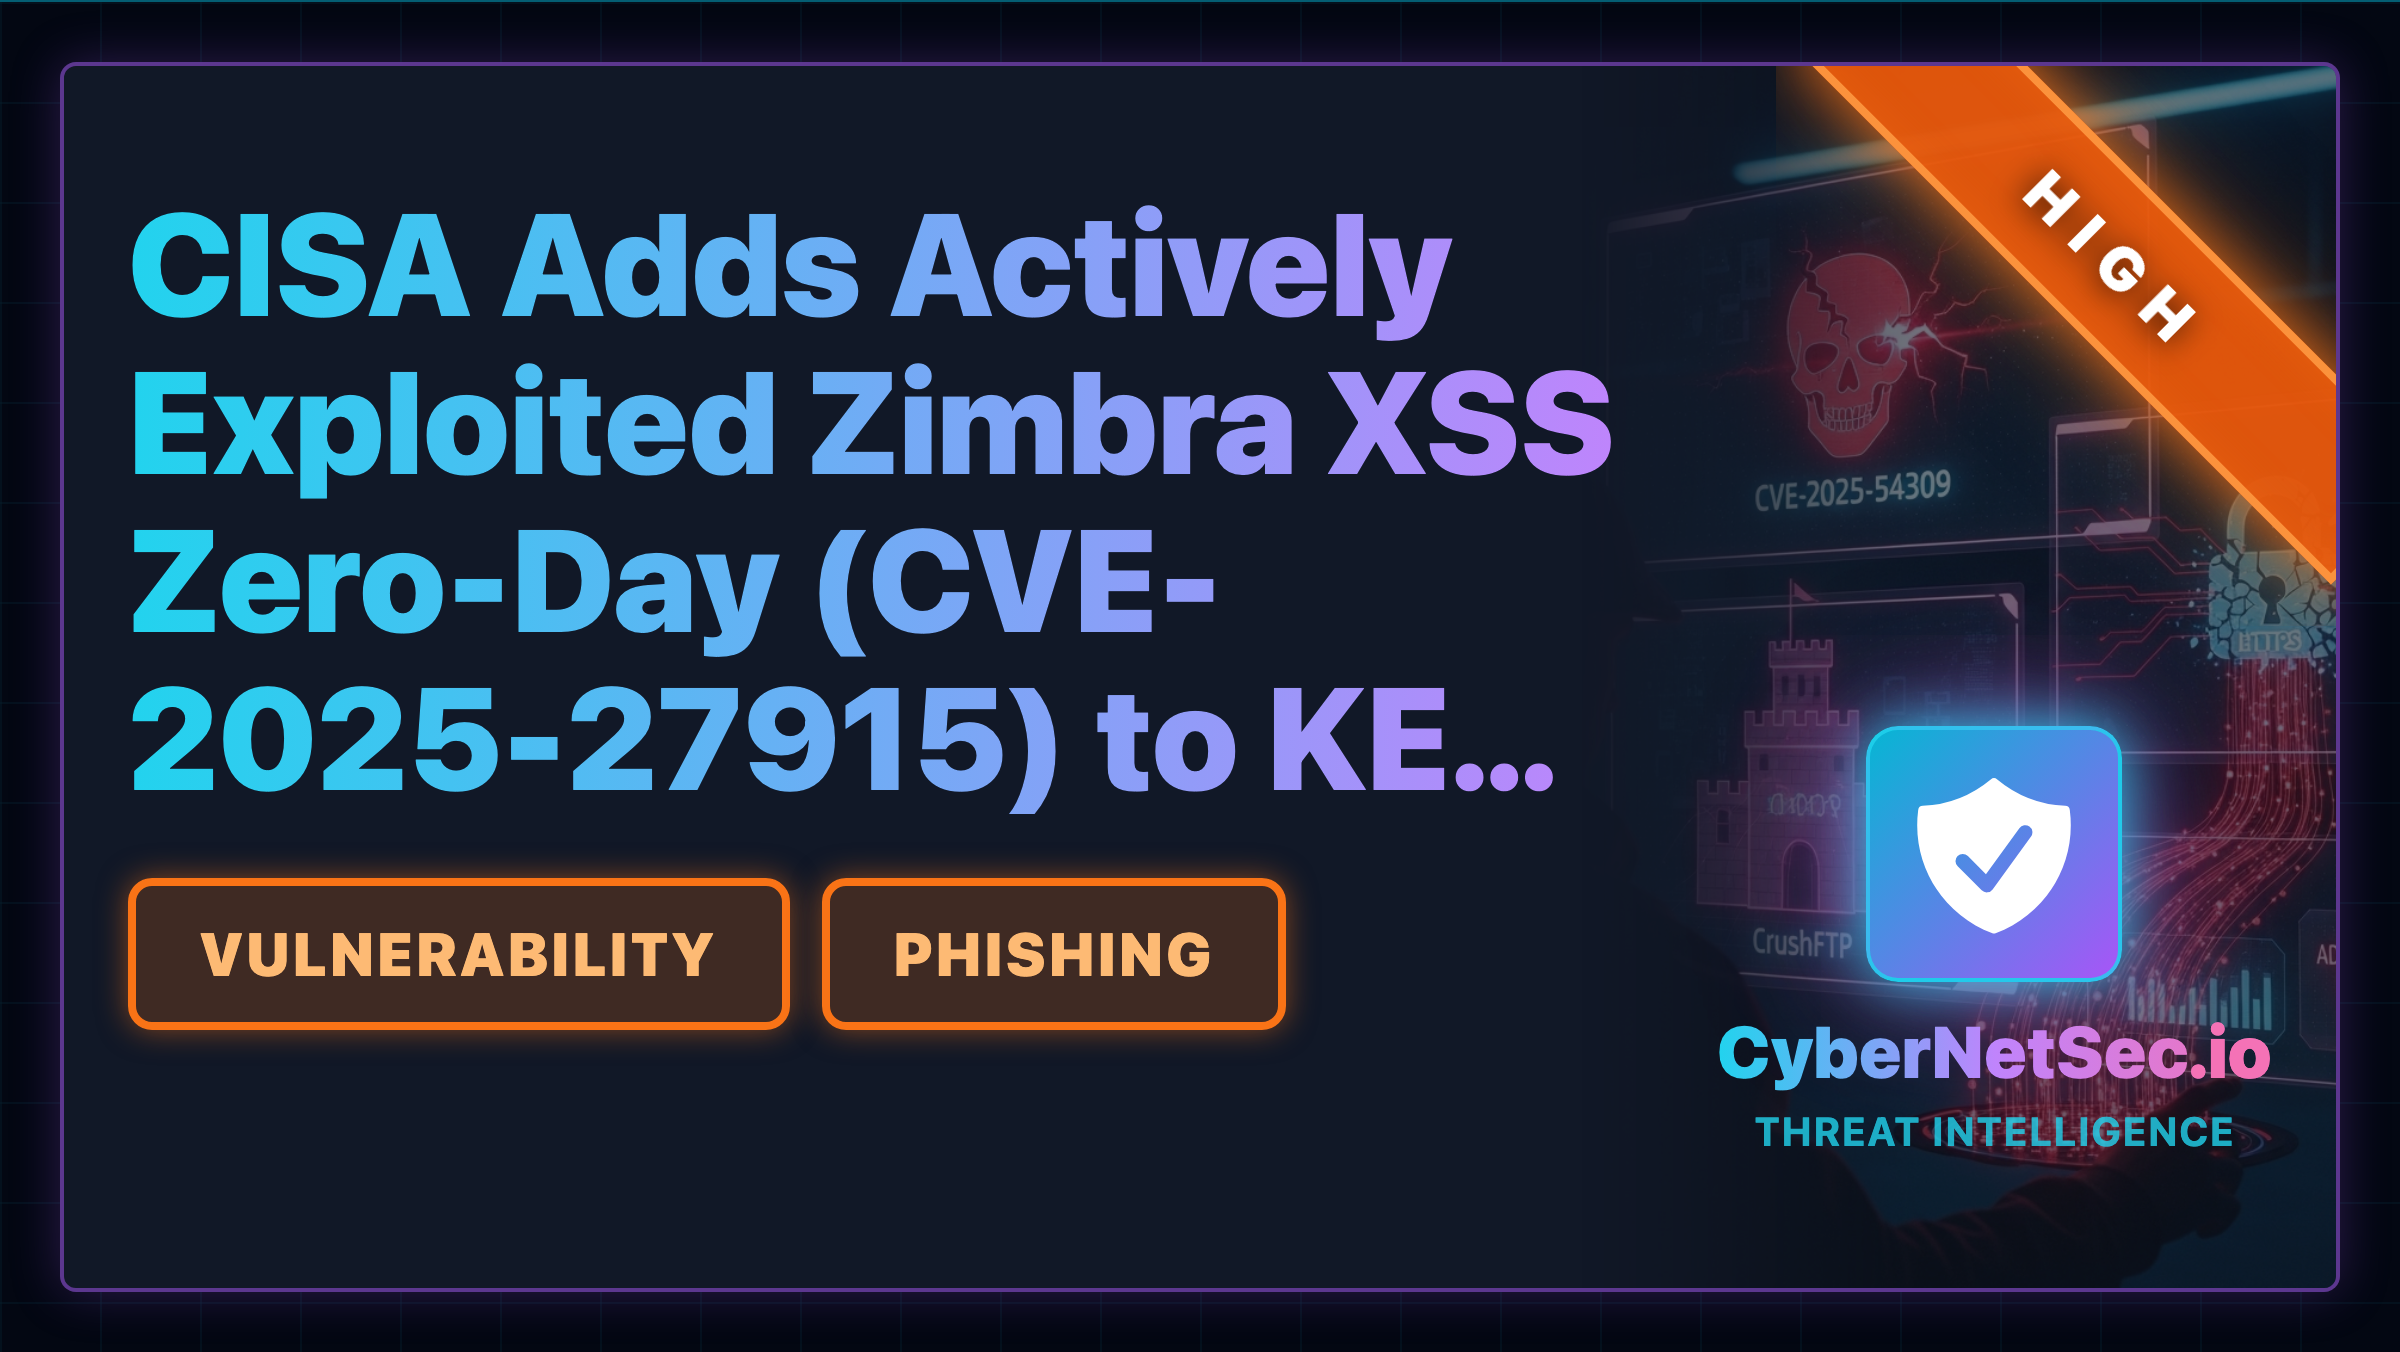 CISA Adds Actively
Exploited Zimbra XSS
Zero-Day (CVE-
2025-27915) to KE...
VULNERABILITY
PHISHING
HIGH
CVE-2025-54309
HTTPS
CrushFTP
CyberNetSec.io
THREAT INTELLIGENCE